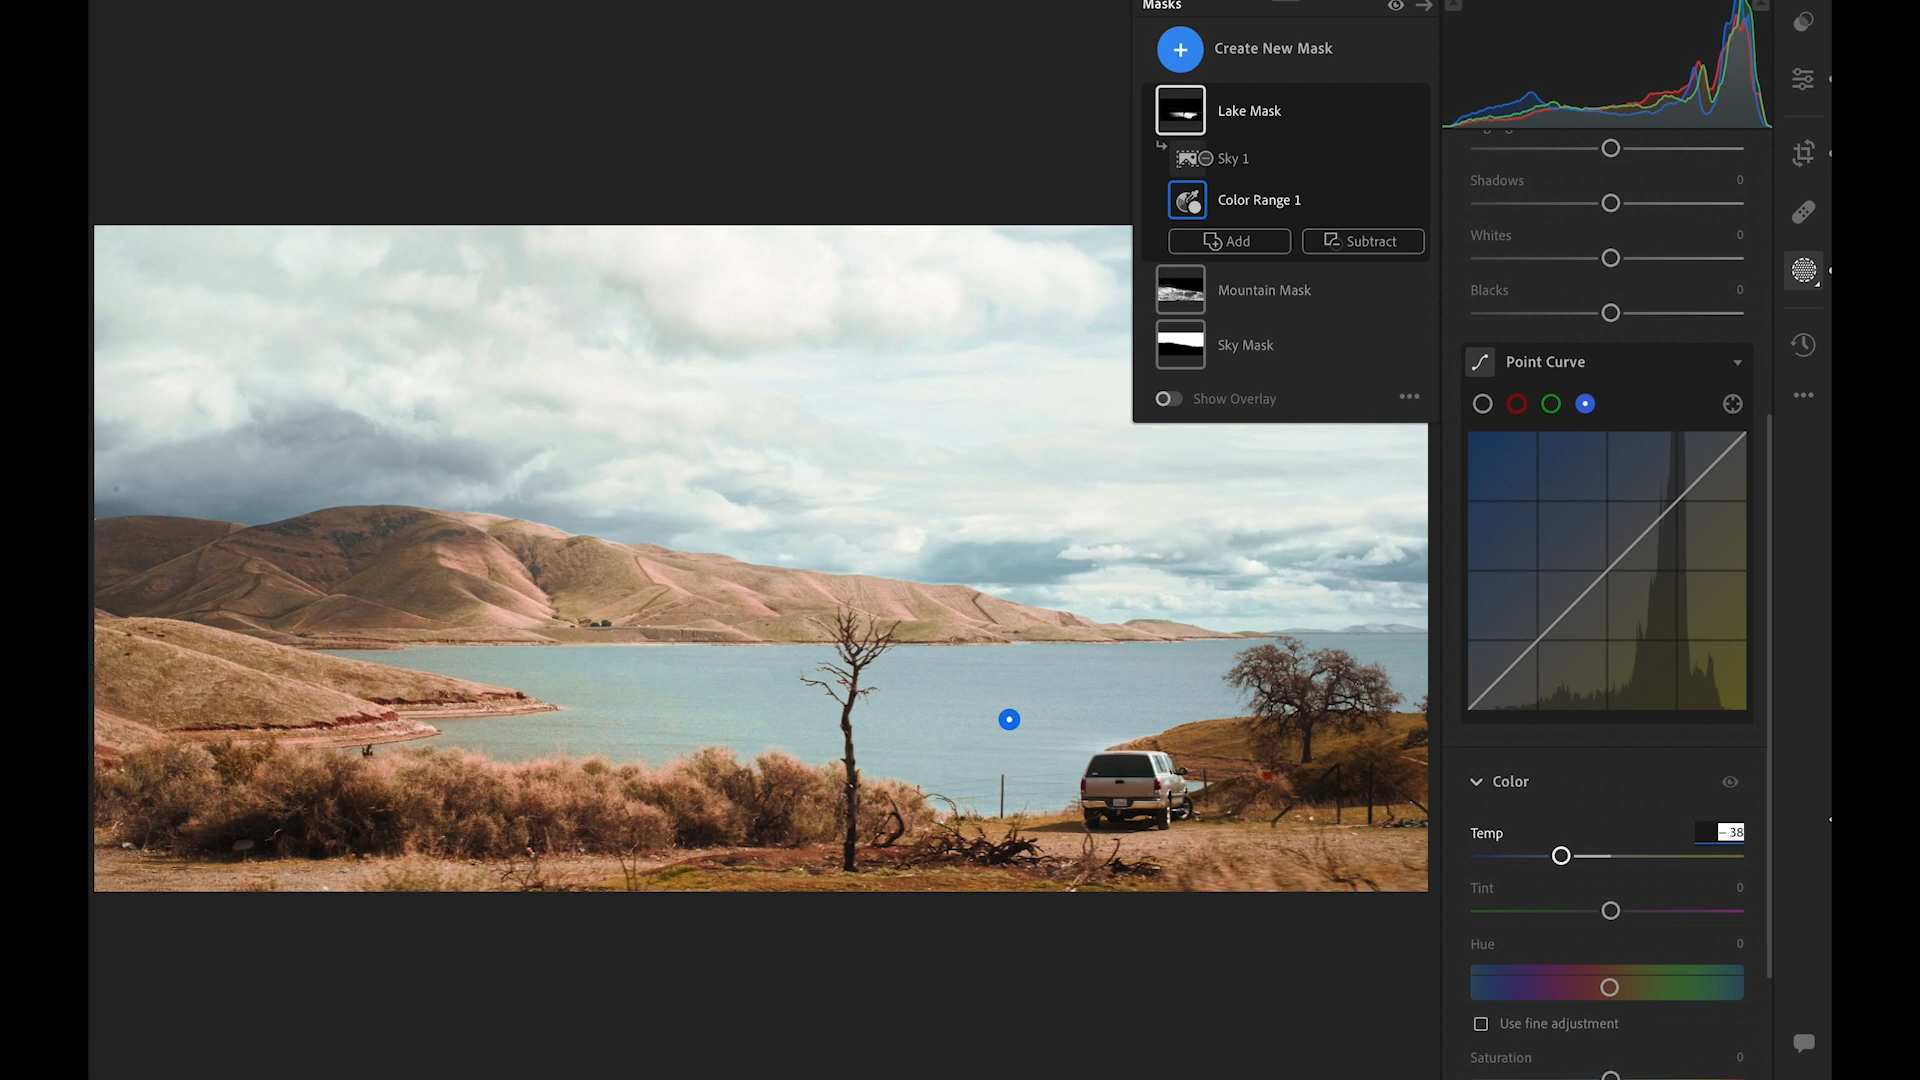 Masks
Create New Mask
Lake Mask
Sky 1
Color Range 1
Add
Subtract
Mountain Mask
Sky Mask
Show Overlay
Shadows 0
Whites 0
Blacks 0
Point Curve
Color
Temp – 38
Tint 0
Hue 0
Use fine adjustment
Saturation 0